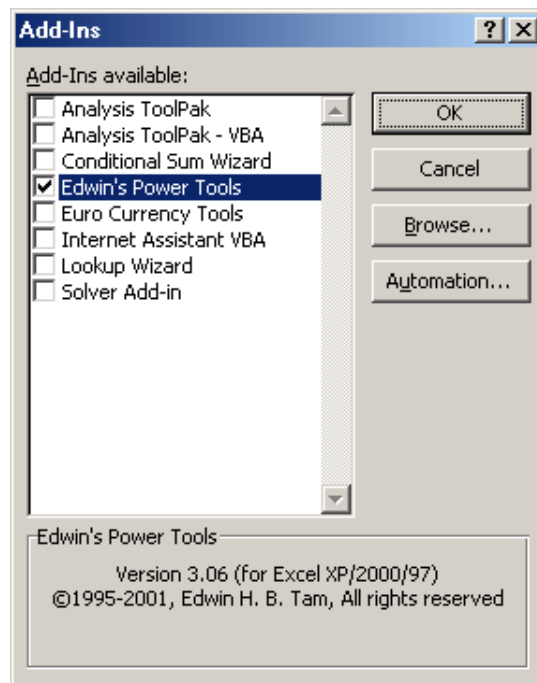 Add-Ins
Add-Ins available:
Analysis ToolPak
Analysis ToolPak - VBA
Conditional Sum Wizard
Edwin's Power Tools
Euro Currency Tools
Internet Assistant VBA
Lookup Wizard
Solver Add-in
OK
Cancel
Browse...
Automation...
Edwin's Power Tools
Version 3.06 (for Excel XP/2000/97)
©1995-2001, Edwin H. B. Tam, All rights reserved